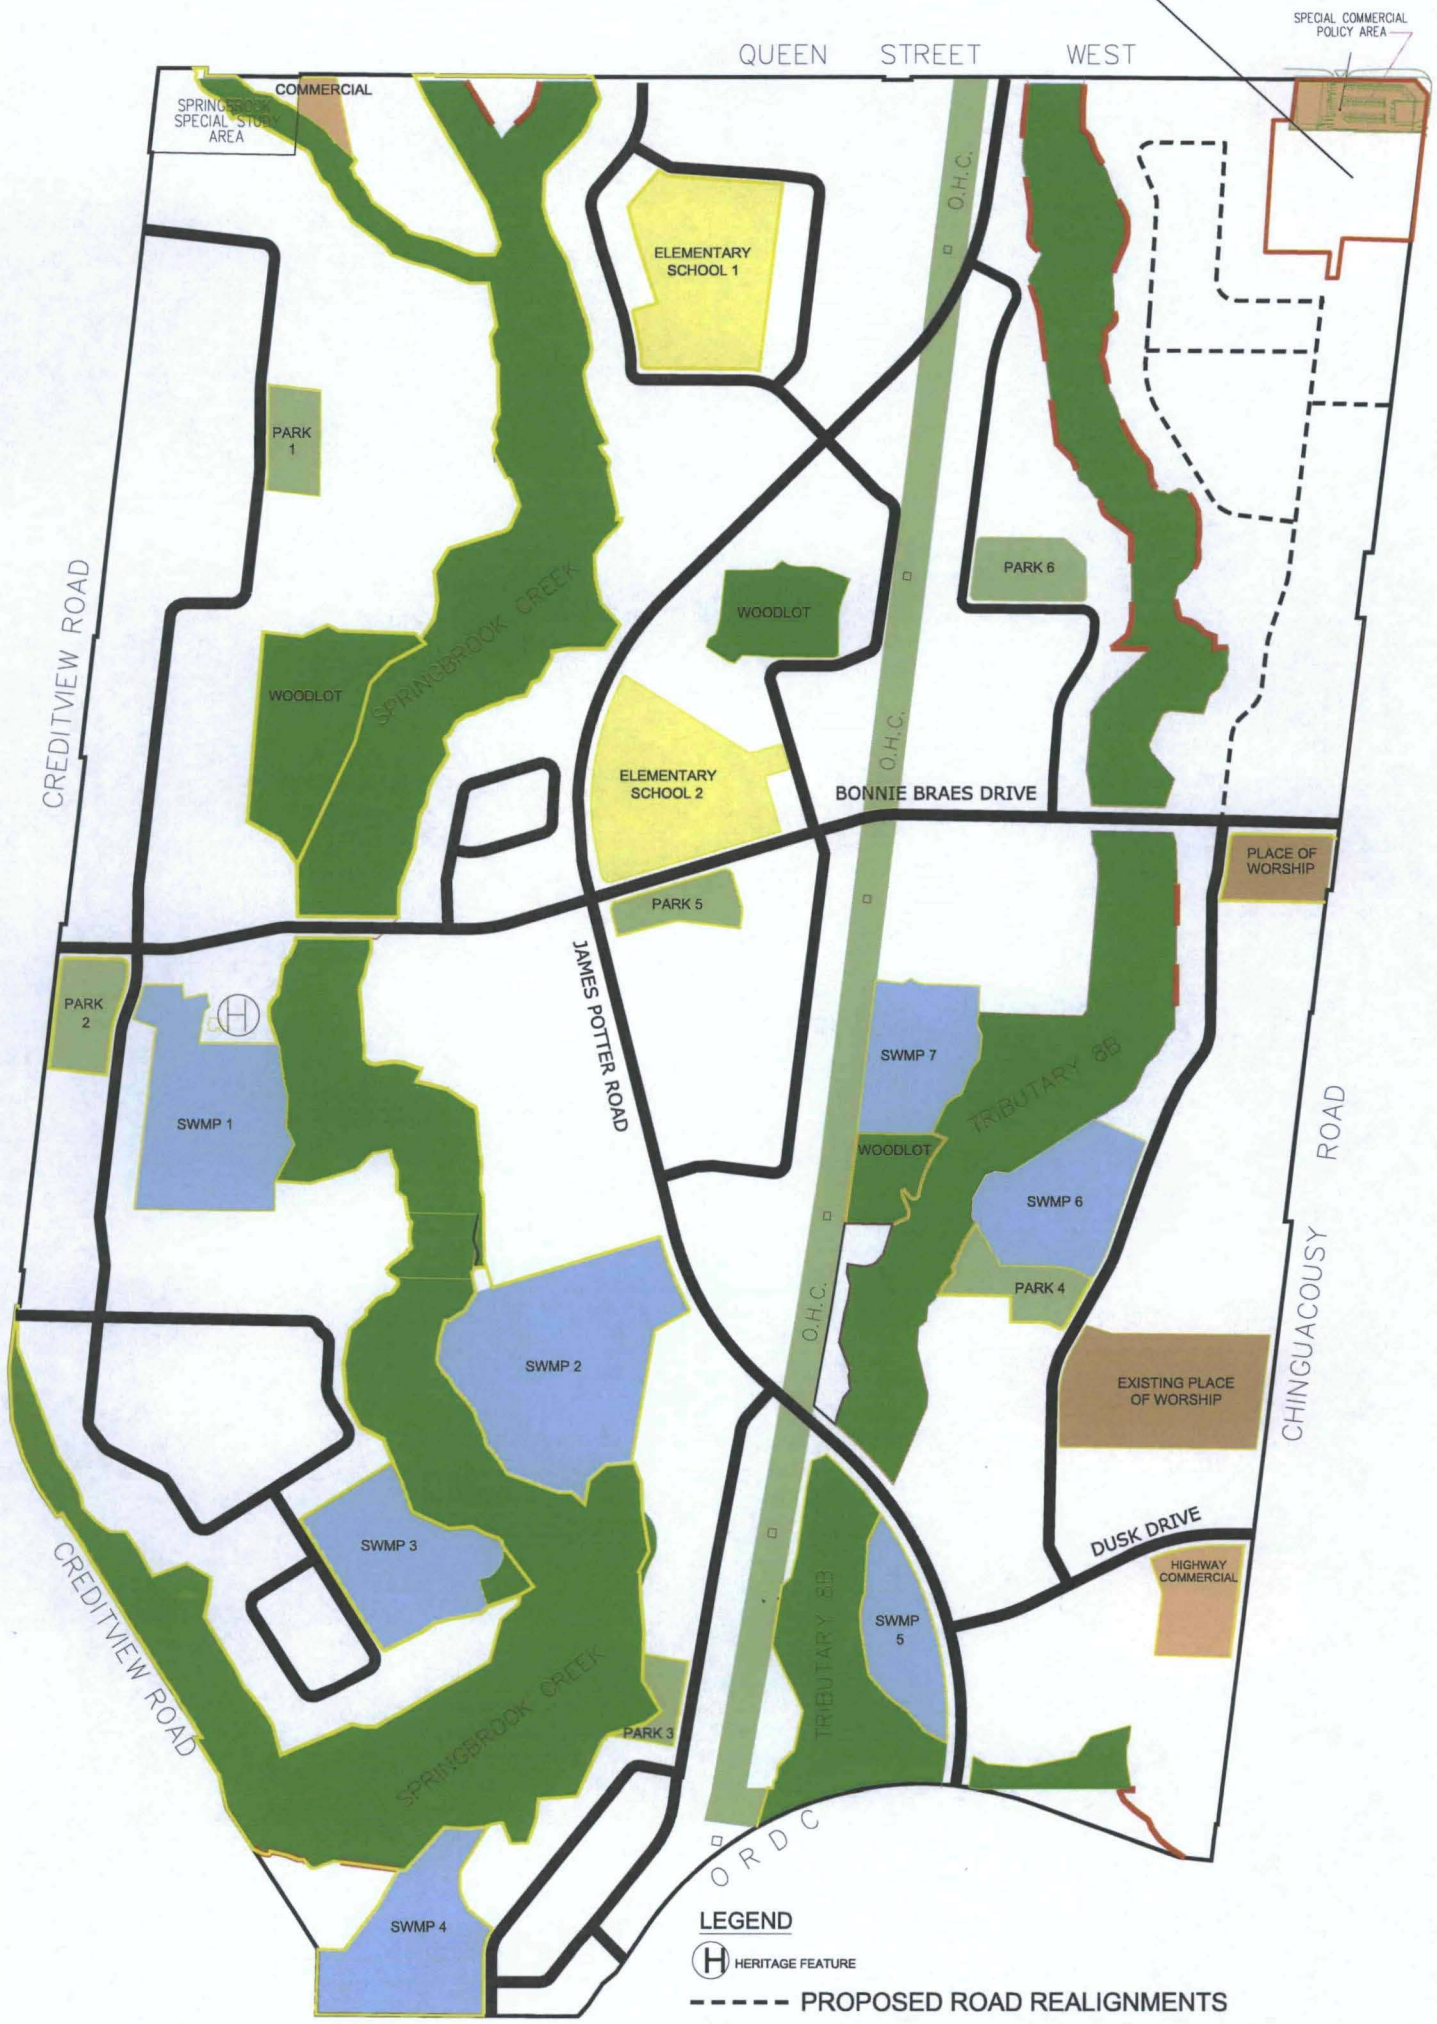 SPECIAL COMMERCIAL
POLICY AREA
QUEEN STREET WEST
COMMERCIAL
SPRINGBROOK
SPECIAL STUDY
AREA
O.H.C.
ELEMENTARY
SCHOOL 1
PARK
1
CREDITVIEW ROAD
SPRINGBROOK CREEK
PARK 6
WOODLOT
WOODLOT
O.H.C.
ELEMENTARY
SCHOOL 2
BONNIE BRAES DRIVE
PLACE OF
WORSHIP
PARK 5
JAMES POTTER ROAD
PARK
2
H
SWMP 7
TRIBUTARY 8B
SWMP 1
WOODLOT
CHINGUACOUSY ROAD
SWMP 6
PARK 4
O.H.C.
SWMP 2
EXISTING PLACE
OF WORSHIP
DUSK DRIVE
SWMP 3
HIGHWAY
COMMERCIAL
CREDITVIEW ROAD
SWMP
5
TRIBUTARY 8B
SPRINGBROOK CREEK
PARK 3
ORDC
SWMP 4
LEGEND
H HERITAGE FEATURE
PROPOSED ROAD REALIGNMENTS